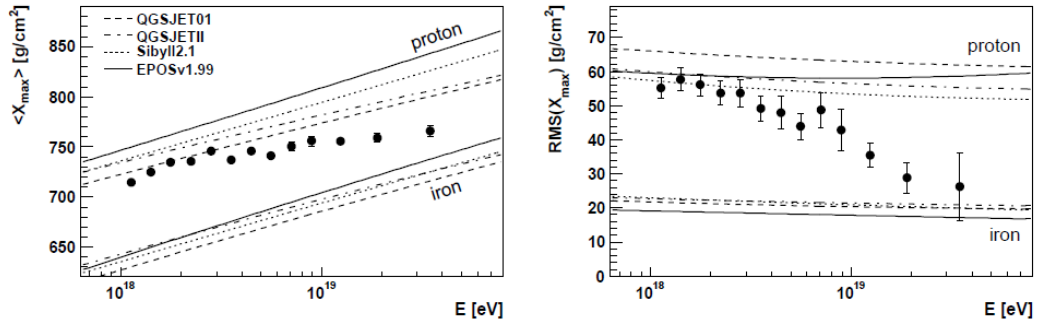 <X_max> [g/cm²]
850
800
750
700
650
QGSJET01
QGSJETII
Sibyll2.1
EPOSv1.99
proton
iron
10^18
10^19
E [eV]
RMS(X_max) [g/cm²]
70
60
50
40
30
20
10
0
proton
iron
10^18
10^19
E [eV]